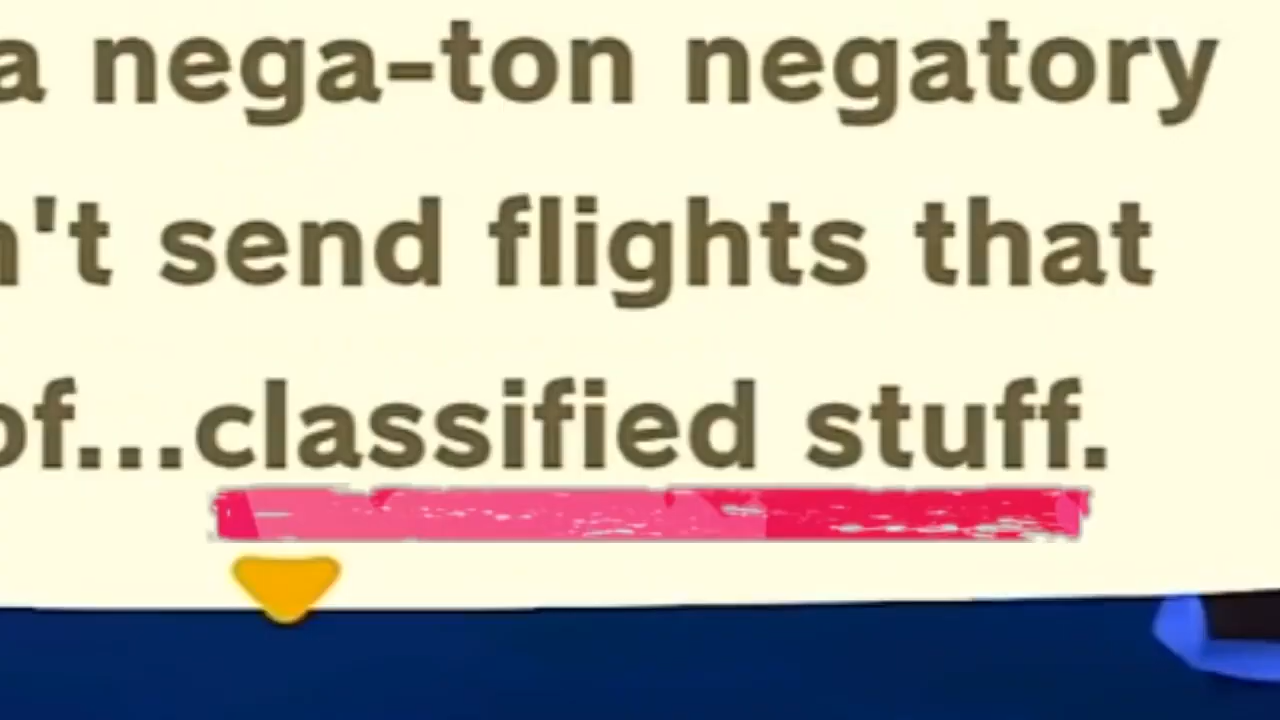 a nega-ton negatory
n't send flights that
of...classified stuff.